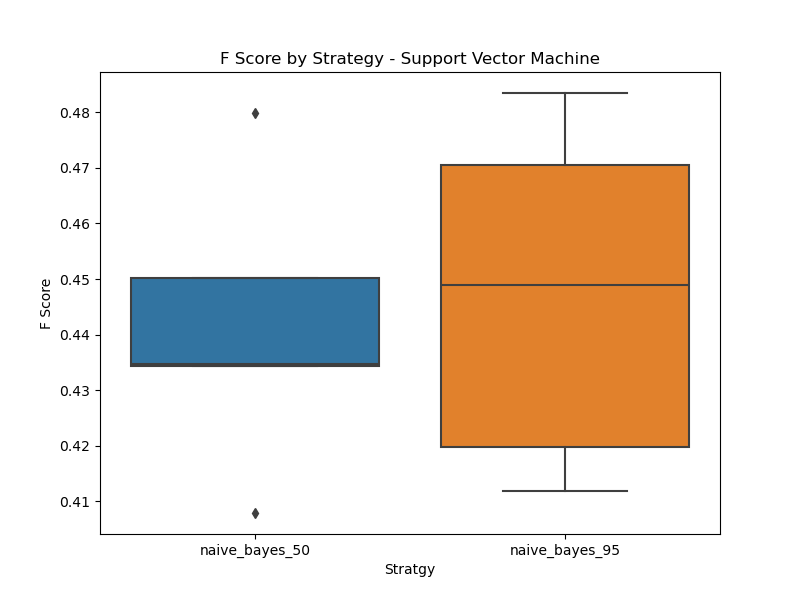 F Score by Strategy - Support Vector Machine
0.48
0.47
0.46
0.45
0.44
0.43
0.42
0.41
F Score
naive_bayes_50
naive_bayes_95
Stratgy